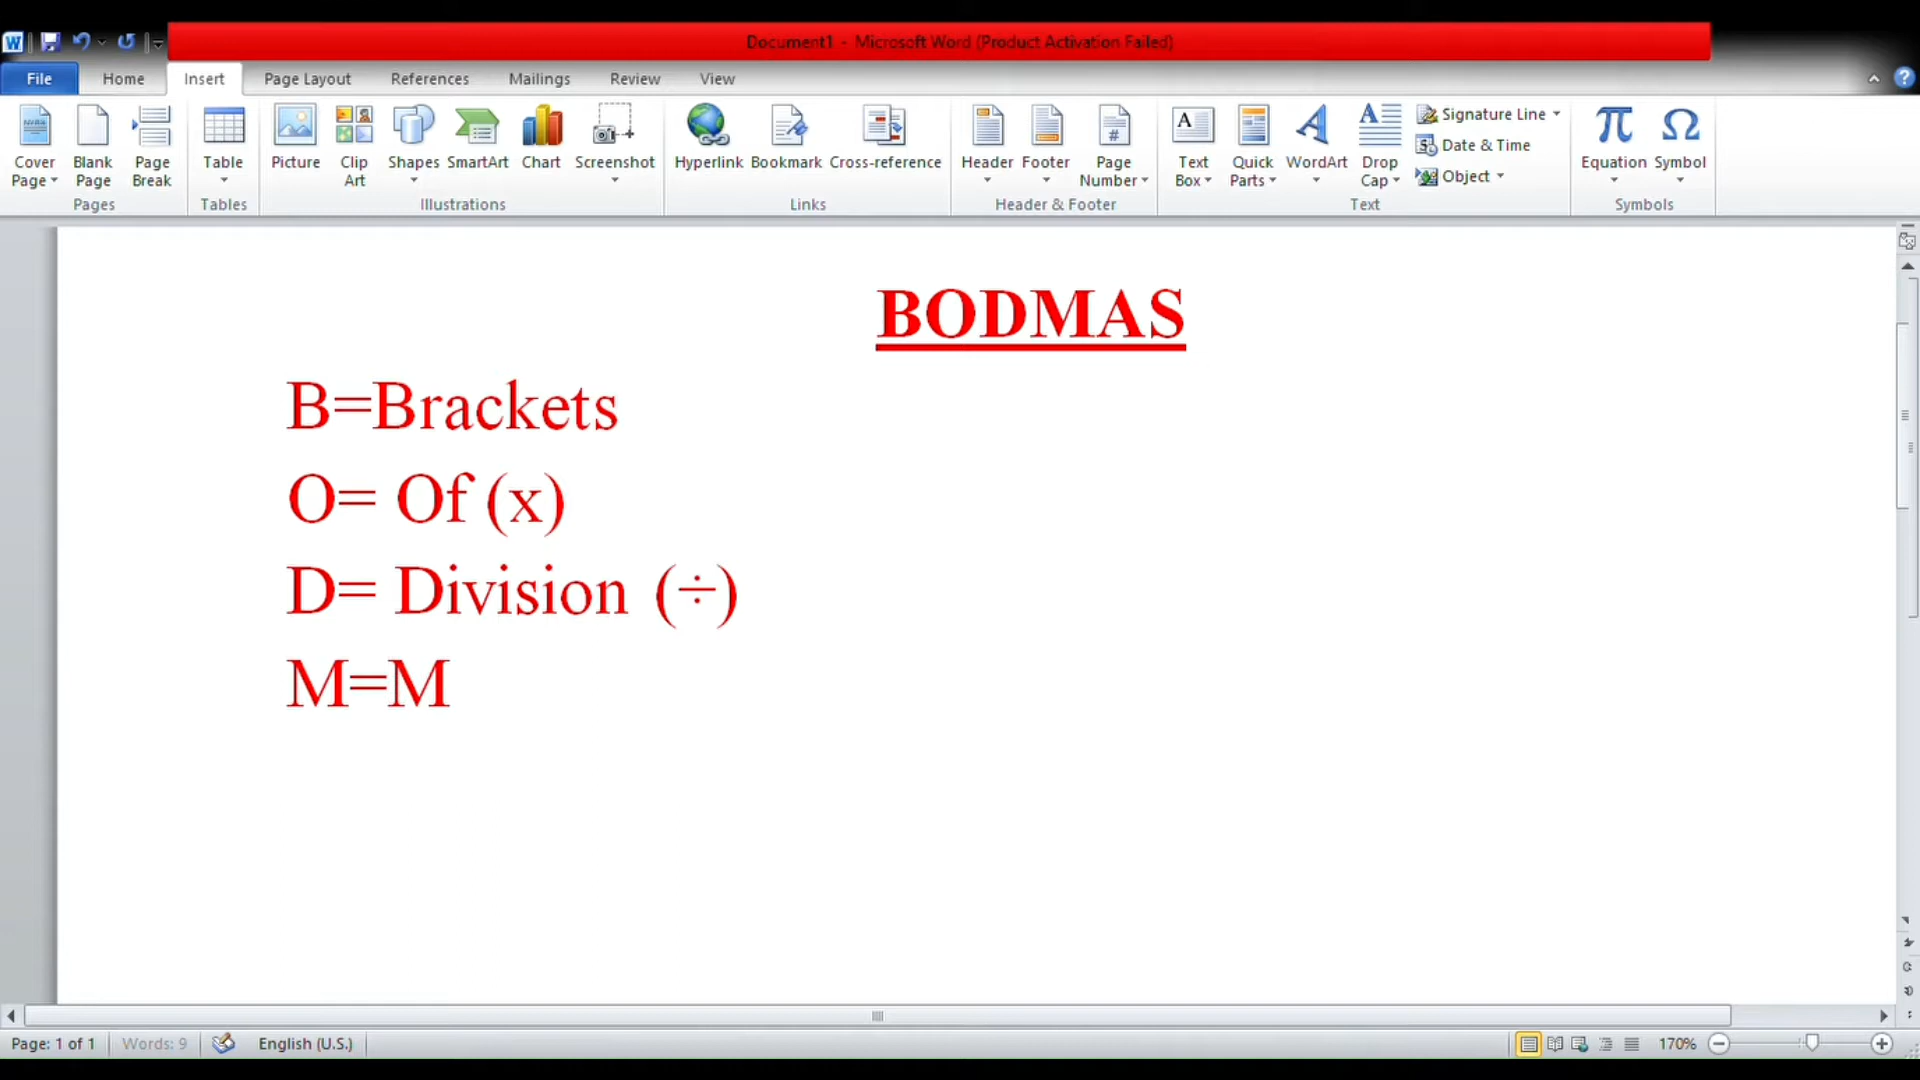 Document1 - Microsoft Word (Product Activation Failed)
File Home Insert Page Layout References Mailings Review View
Cover Page Blank Page Page Break Table Picture Clip Art Shapes SmartArt Chart Screenshot Hyperlink Bookmark Cross-reference Header Footer Page Number Text Box Quick Parts WordArt Drop Cap Signature Line Date & Time Object Equation Symbol
Pages Tables Illustrations Links Header & Footer Text Symbols
BODMAS
B=Brackets
O= Of (x)
D= Division (÷)
M=M
Page: 1 of 1 Words: 9 English (U.S.) 170%